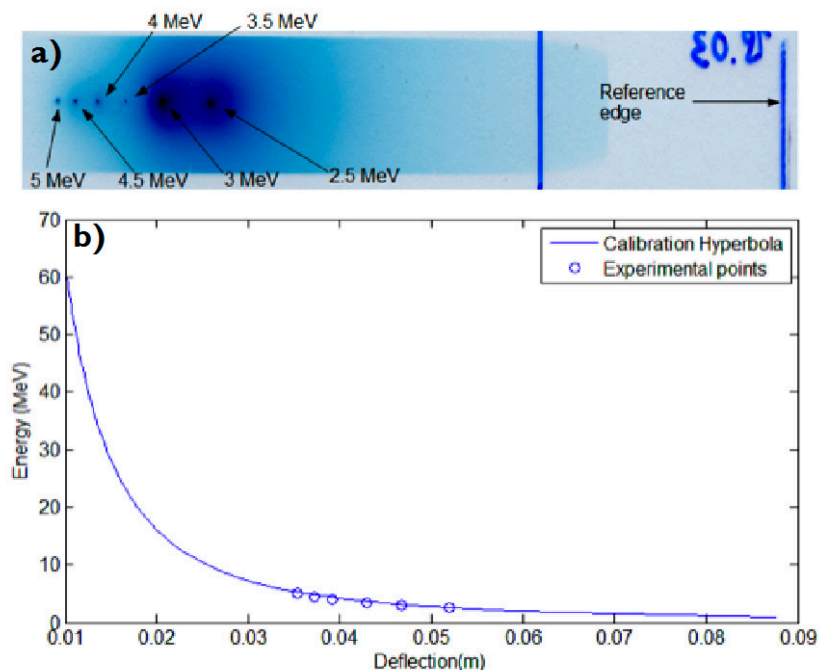 a)
4 MeV
3.5 MeV
Reference
edge
5 MeV
4.5 MeV
3 MeV
2.5 MeV
b)
Calibration Hyperbola
Experimental points
70
60
50
40
30
20
10
0
Energy (MeV)
0.01 0.02 0.03 0.04 0.05 0.06 0.07 0.08 0.09
Deflection(m)